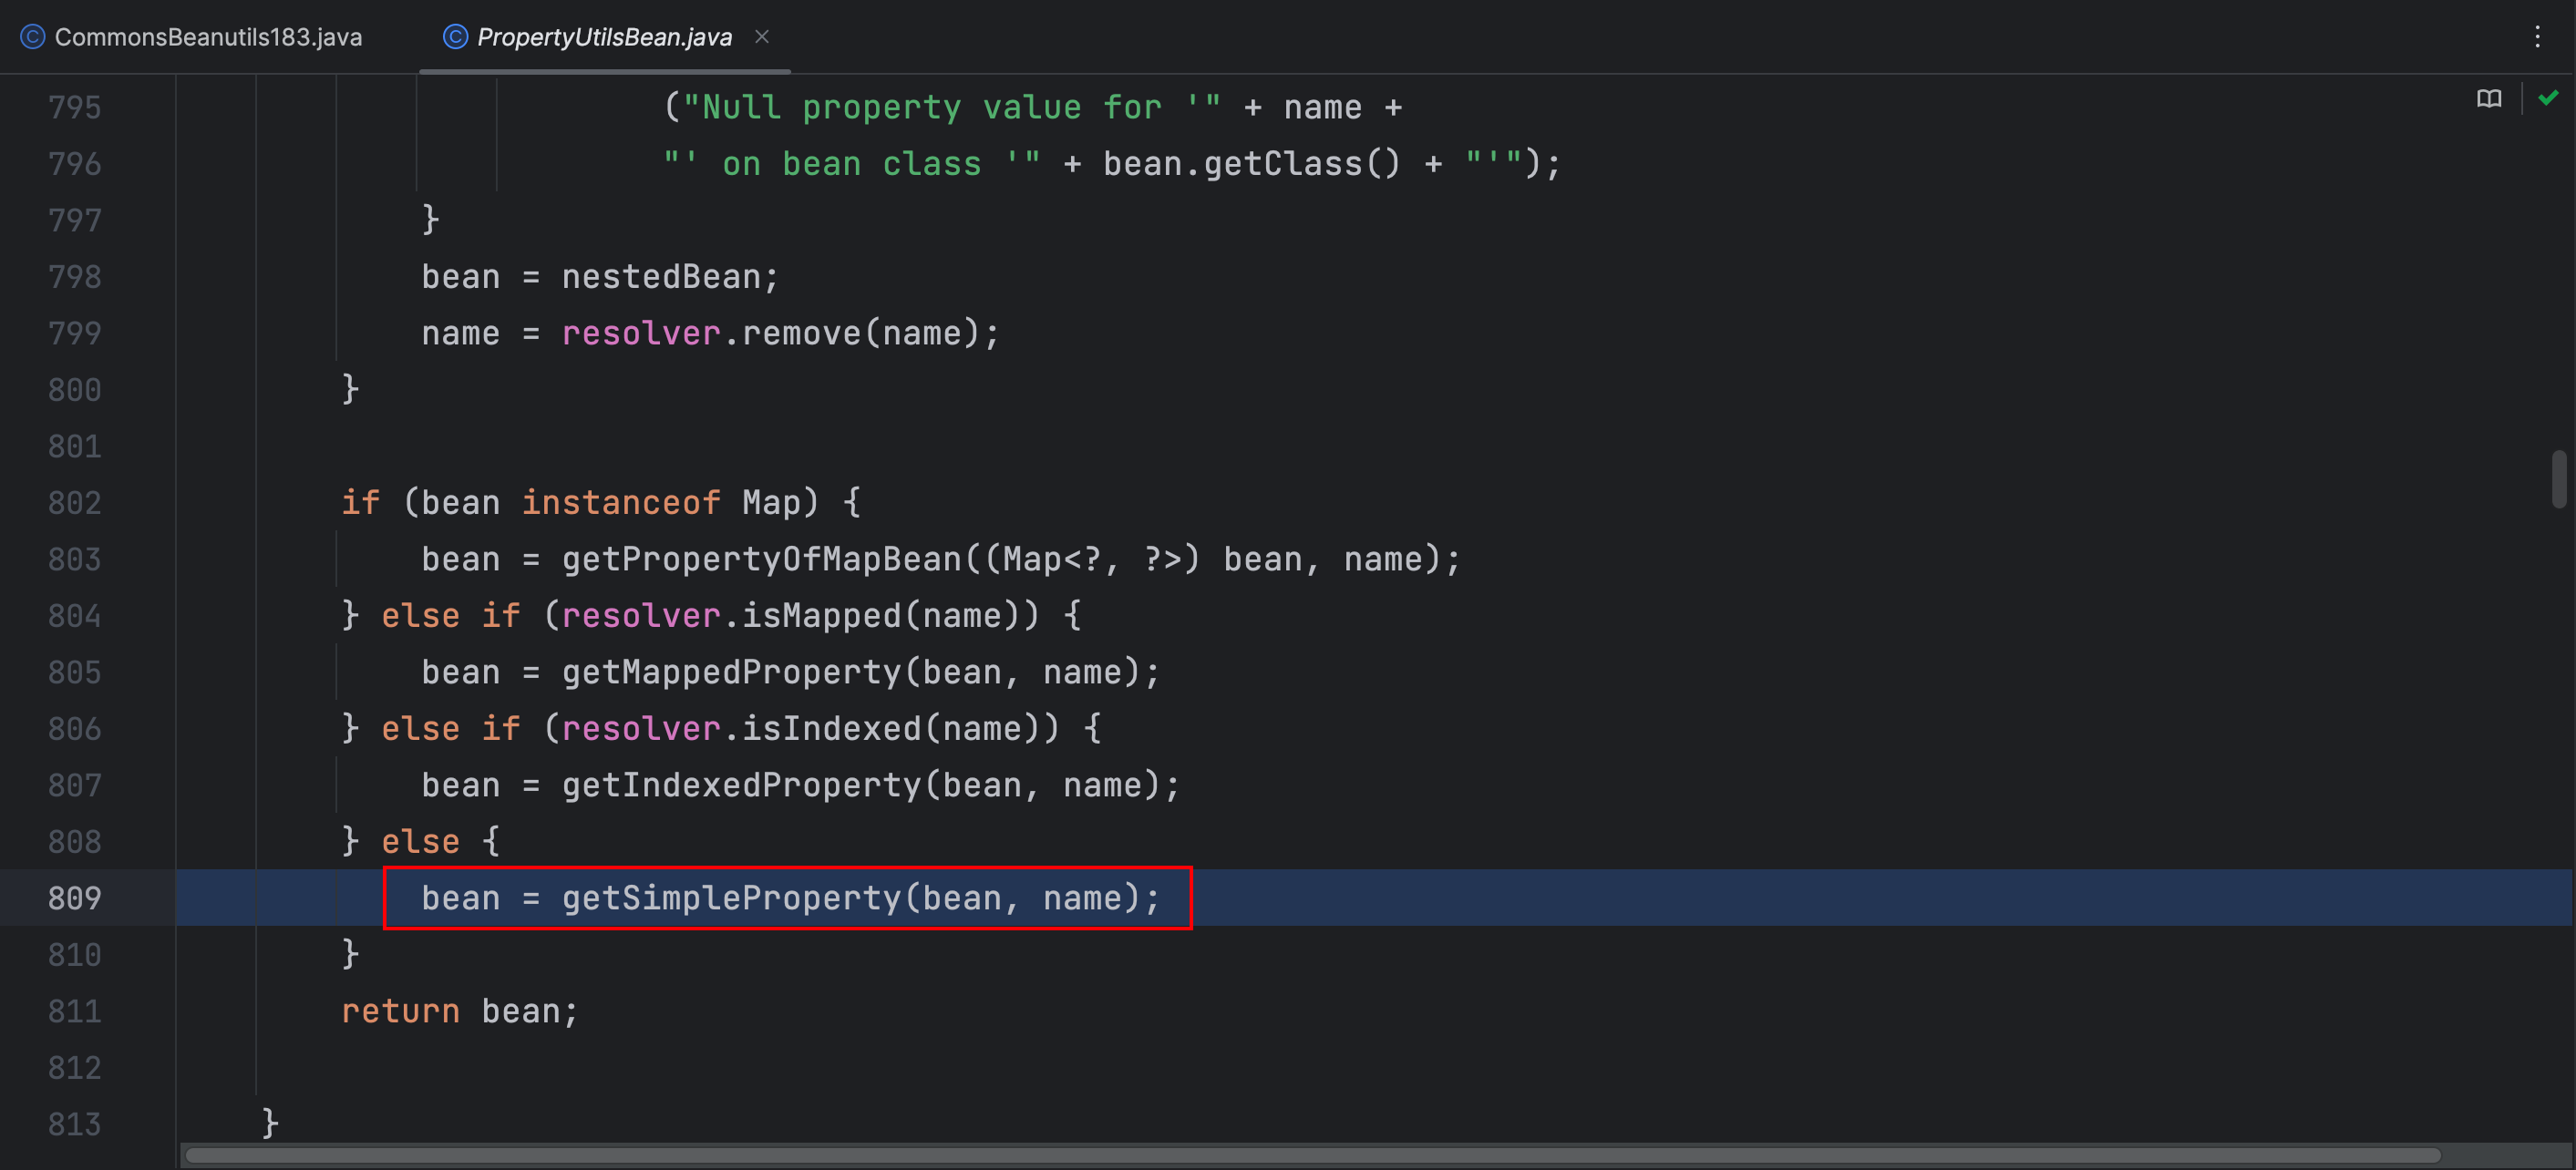 CommonsBeanutils183.java PropertyUtilsBean.java
795 ("Null property value for '" + name +
796 "' on bean class '" + bean.getClass() + "'");
797 }
798 bean = nestedBean;
799 name = resolver.remove(name);
800 }
801
802 if (bean instanceof Map) {
803 bean = getPropertyOfMapBean((Map<?, ?>) bean, name);
804 } else if (resolver.isMapped(name)) {
805 bean = getMappedProperty(bean, name);
806 } else if (resolver.isIndexed(name)) {
807 bean = getIndexedProperty(bean, name);
808 } else {
809 bean = getSimpleProperty(bean, name);
810 }
811 return bean;
812
813 }